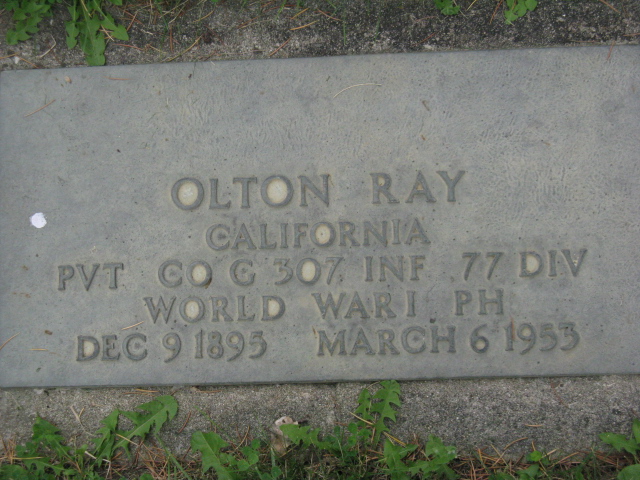 OLTON RAY
CALIFORNIA
PVT CO G 307 INF 77 DIV
WORLD WAR I PH
DEC 9 1895 MARCH 6 1953